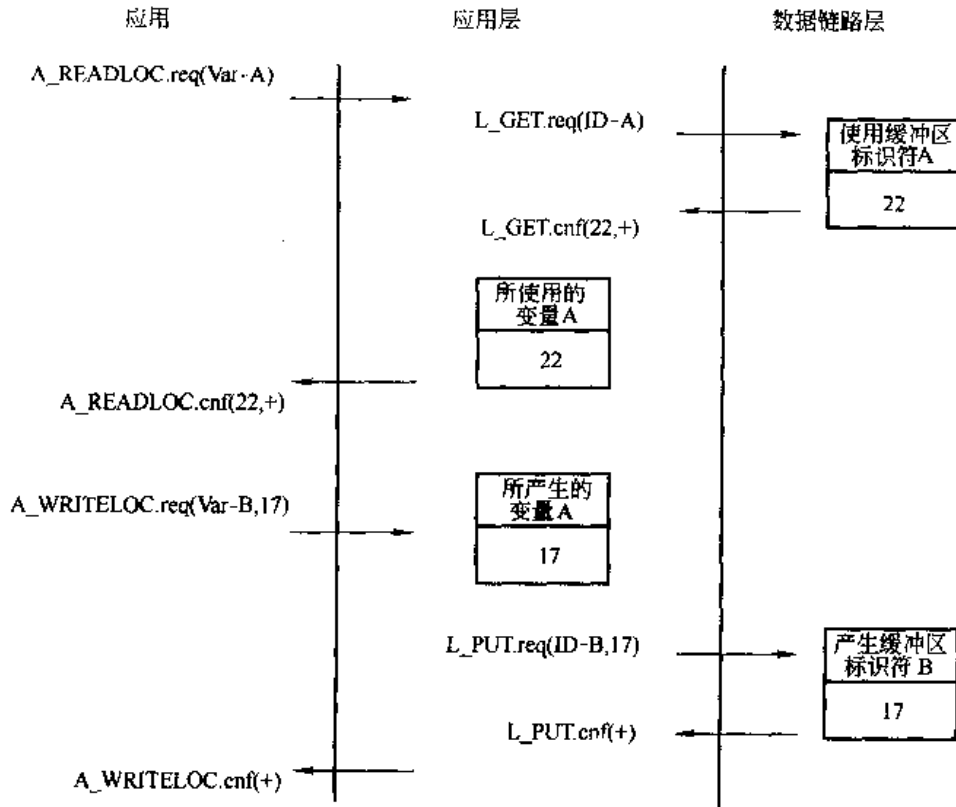 应用
应用层
数据链路层
A_READLOC.req(Var-A)
L_GET.req(ID-A)
使用缓冲区
标识符A
22
L_GET.cnf(22,+)
所使用的
变量A
22
A_READLOC.cnf(22,+)
A_WRITELOC.req(Var-B,17)
所产生的
变量A
17
L_PUT.req(ID-B,17)
产生缓冲区
标识符 B
17
L_PUT.cnf(+)
A_WRITELOC.cnf(+)